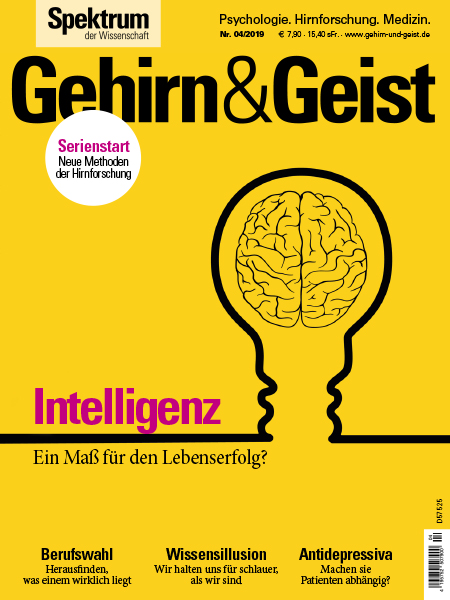 Spektrum
der Wissenschaft
Psychologie. Hirnforschung. Medizin.
Nr. 04/2019 € 7,90 · 15,40 sFr. · www.gehirn-und-geist.de
Gehirn&Geist
Serienstart
Neue Methoden
der Hirnforschung
Intelligenz
Ein Maß für den Lebenserfolg?
D57525
04
Berufswahl
Herausfinden,
was einem wirklich liegt
Wissensillusion
Wir halten uns für schlauer,
als wir sind
Antidepressiva
Machen sie
Patienten abhängig?